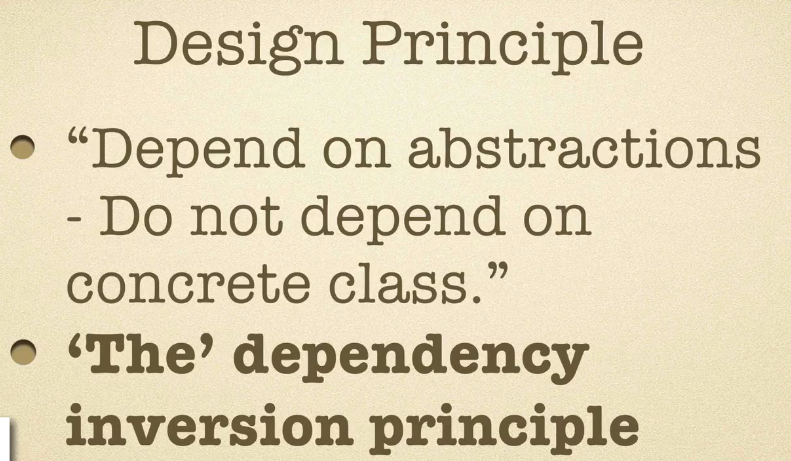 Design Principle
“Depend on abstractions
- Do not depend on
concrete class.”
‘The’ dependency
inversion principle